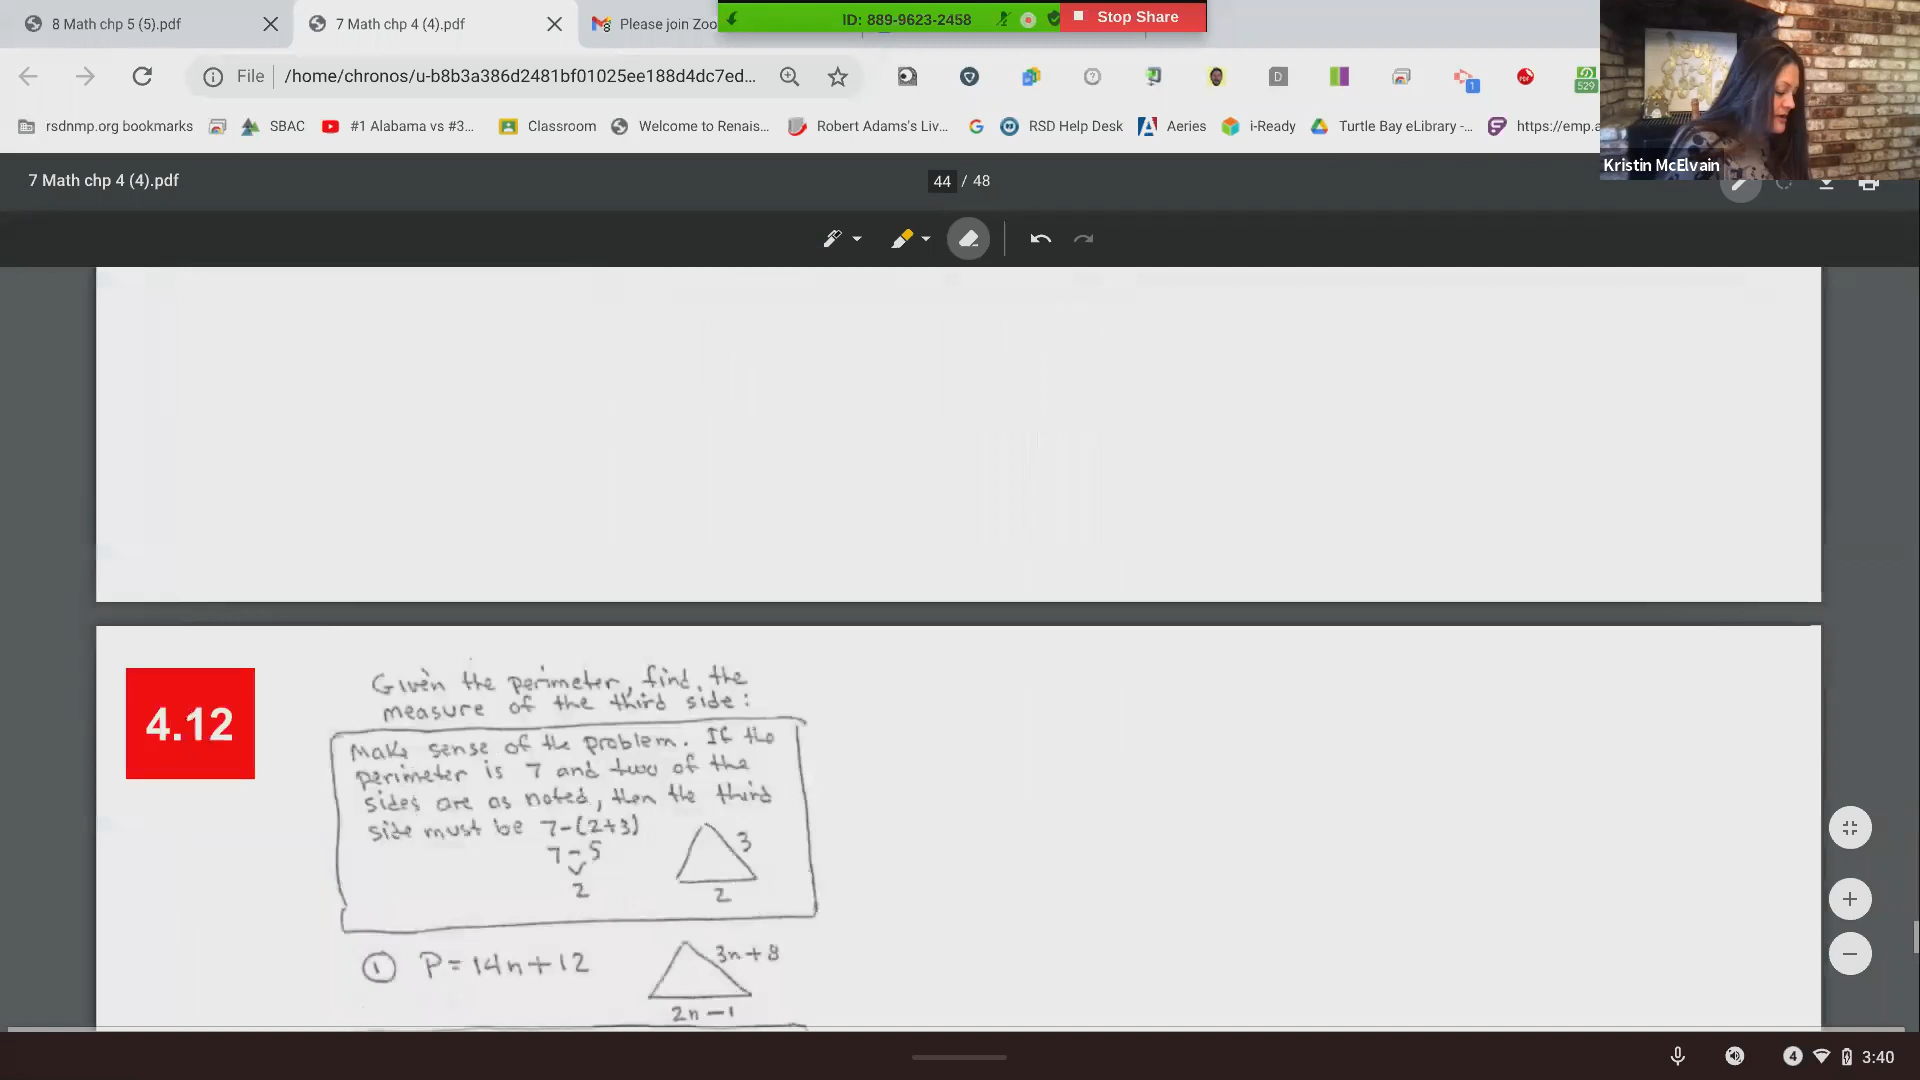 8 Math chp 5 (5).pdf
7 Math chp 4 (4).pdf
Please join Zoo
ID: 889-9623-2458
Stop Share
File
/home/chronos/u-b8b3a386d2481bf01025ee188d4dc7ed...
D
1
PDF
529
rsdnmp.org bookmarks
SBAC
#1 Alabama vs #3...
Classroom
Welcome to Renais...
Robert Adams's Liv...
RSD Help Desk
Aeries
i-Ready
Turtle Bay eLibrary -...
https://emp.a
Kristin McElvain
7 Math chp 4 (4).pdf
44 / 48
4.12
Given the perimeter, find the
measure of the third side:
Make sense of the problem. If the
perimeter is 7 and two of the
sides are as noted, then the third
side must be 7-(2+3)
7-5
2
3
2
① P=14n+12
3n+8
2n-1
4
3:40